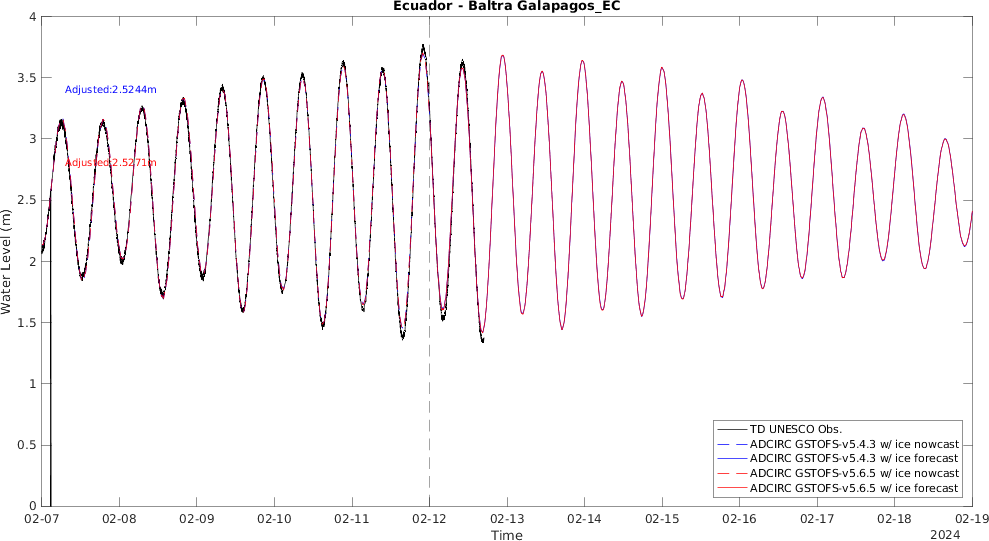 Ecuador - Baltra Galapagos_EC
4
3.5
3
2.5
2
1.5
1
0.5
0
Water Level (m)
Adjusted:2.5244m
Adjusted:2.5271m
TD UNESCO Obs.
ADCIRC GSTOFS-v5.4.3 w/ ice nowcast
ADCIRC GSTOFS-v5.4.3 w/ ice forecast
ADCIRC GSTOFS-v5.6.5 w/ ice nowcast
ADCIRC GSTOFS-v5.6.5 w/ ice forecast
02-07 02-08 02-09 02-10 02-11 02-12 02-13 02-14 02-15 02-16 02-17 02-18 02-19
Time
2024